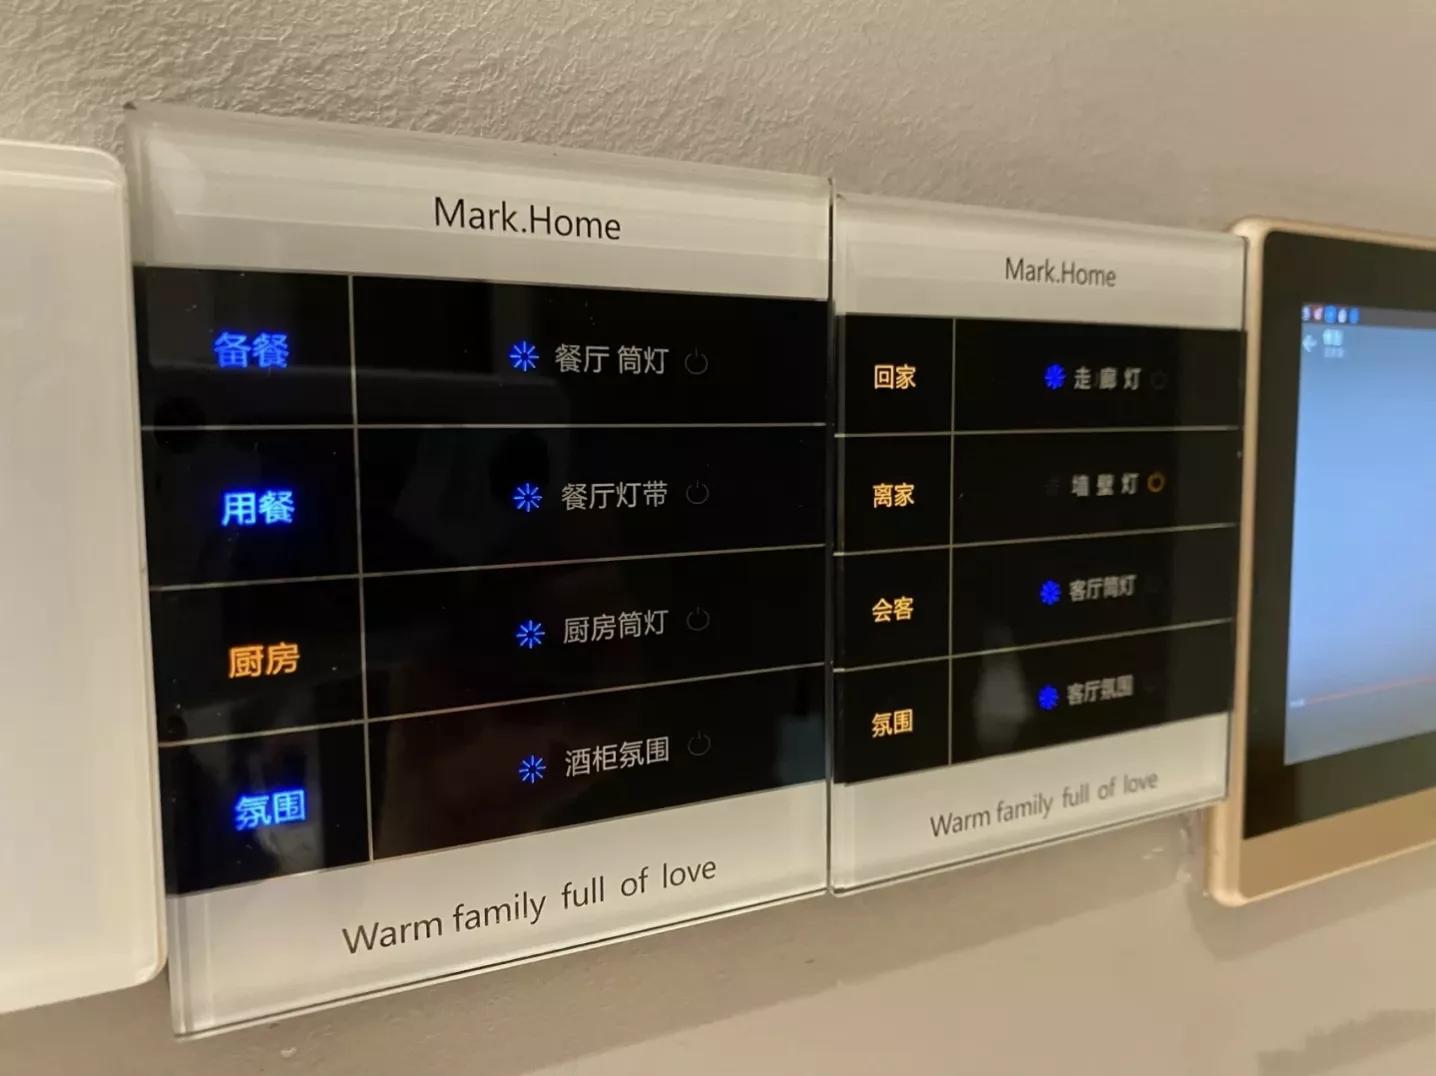 Mark.Home
备餐
餐厅 筒灯
用餐
餐厅灯带
厨房
厨房筒灯
氛围
酒柜氛围
Warm family full of love
Mark.Home
回家
走 廊 灯
离家
墙 壁 灯
会客
客厅筒灯
氛围
客厅氛围
Warm family full of love